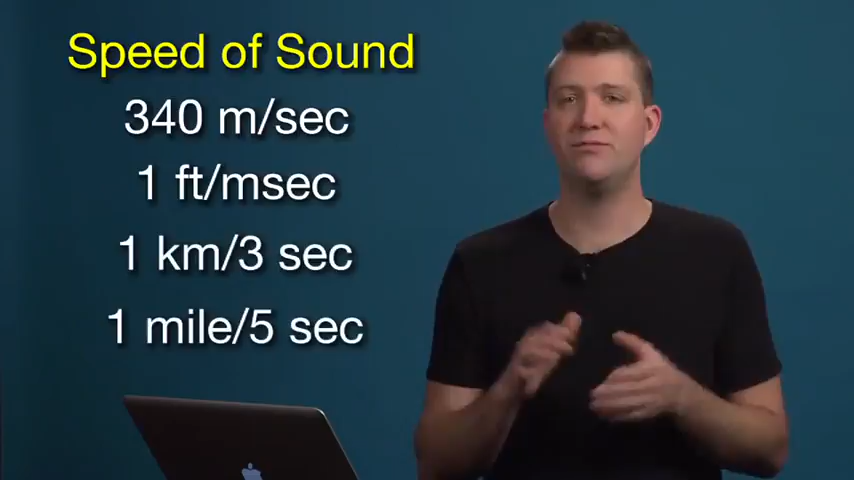 Speed of Sound
340 m/sec
1 ft/msec
1 km/3 sec
1 mile/5 sec